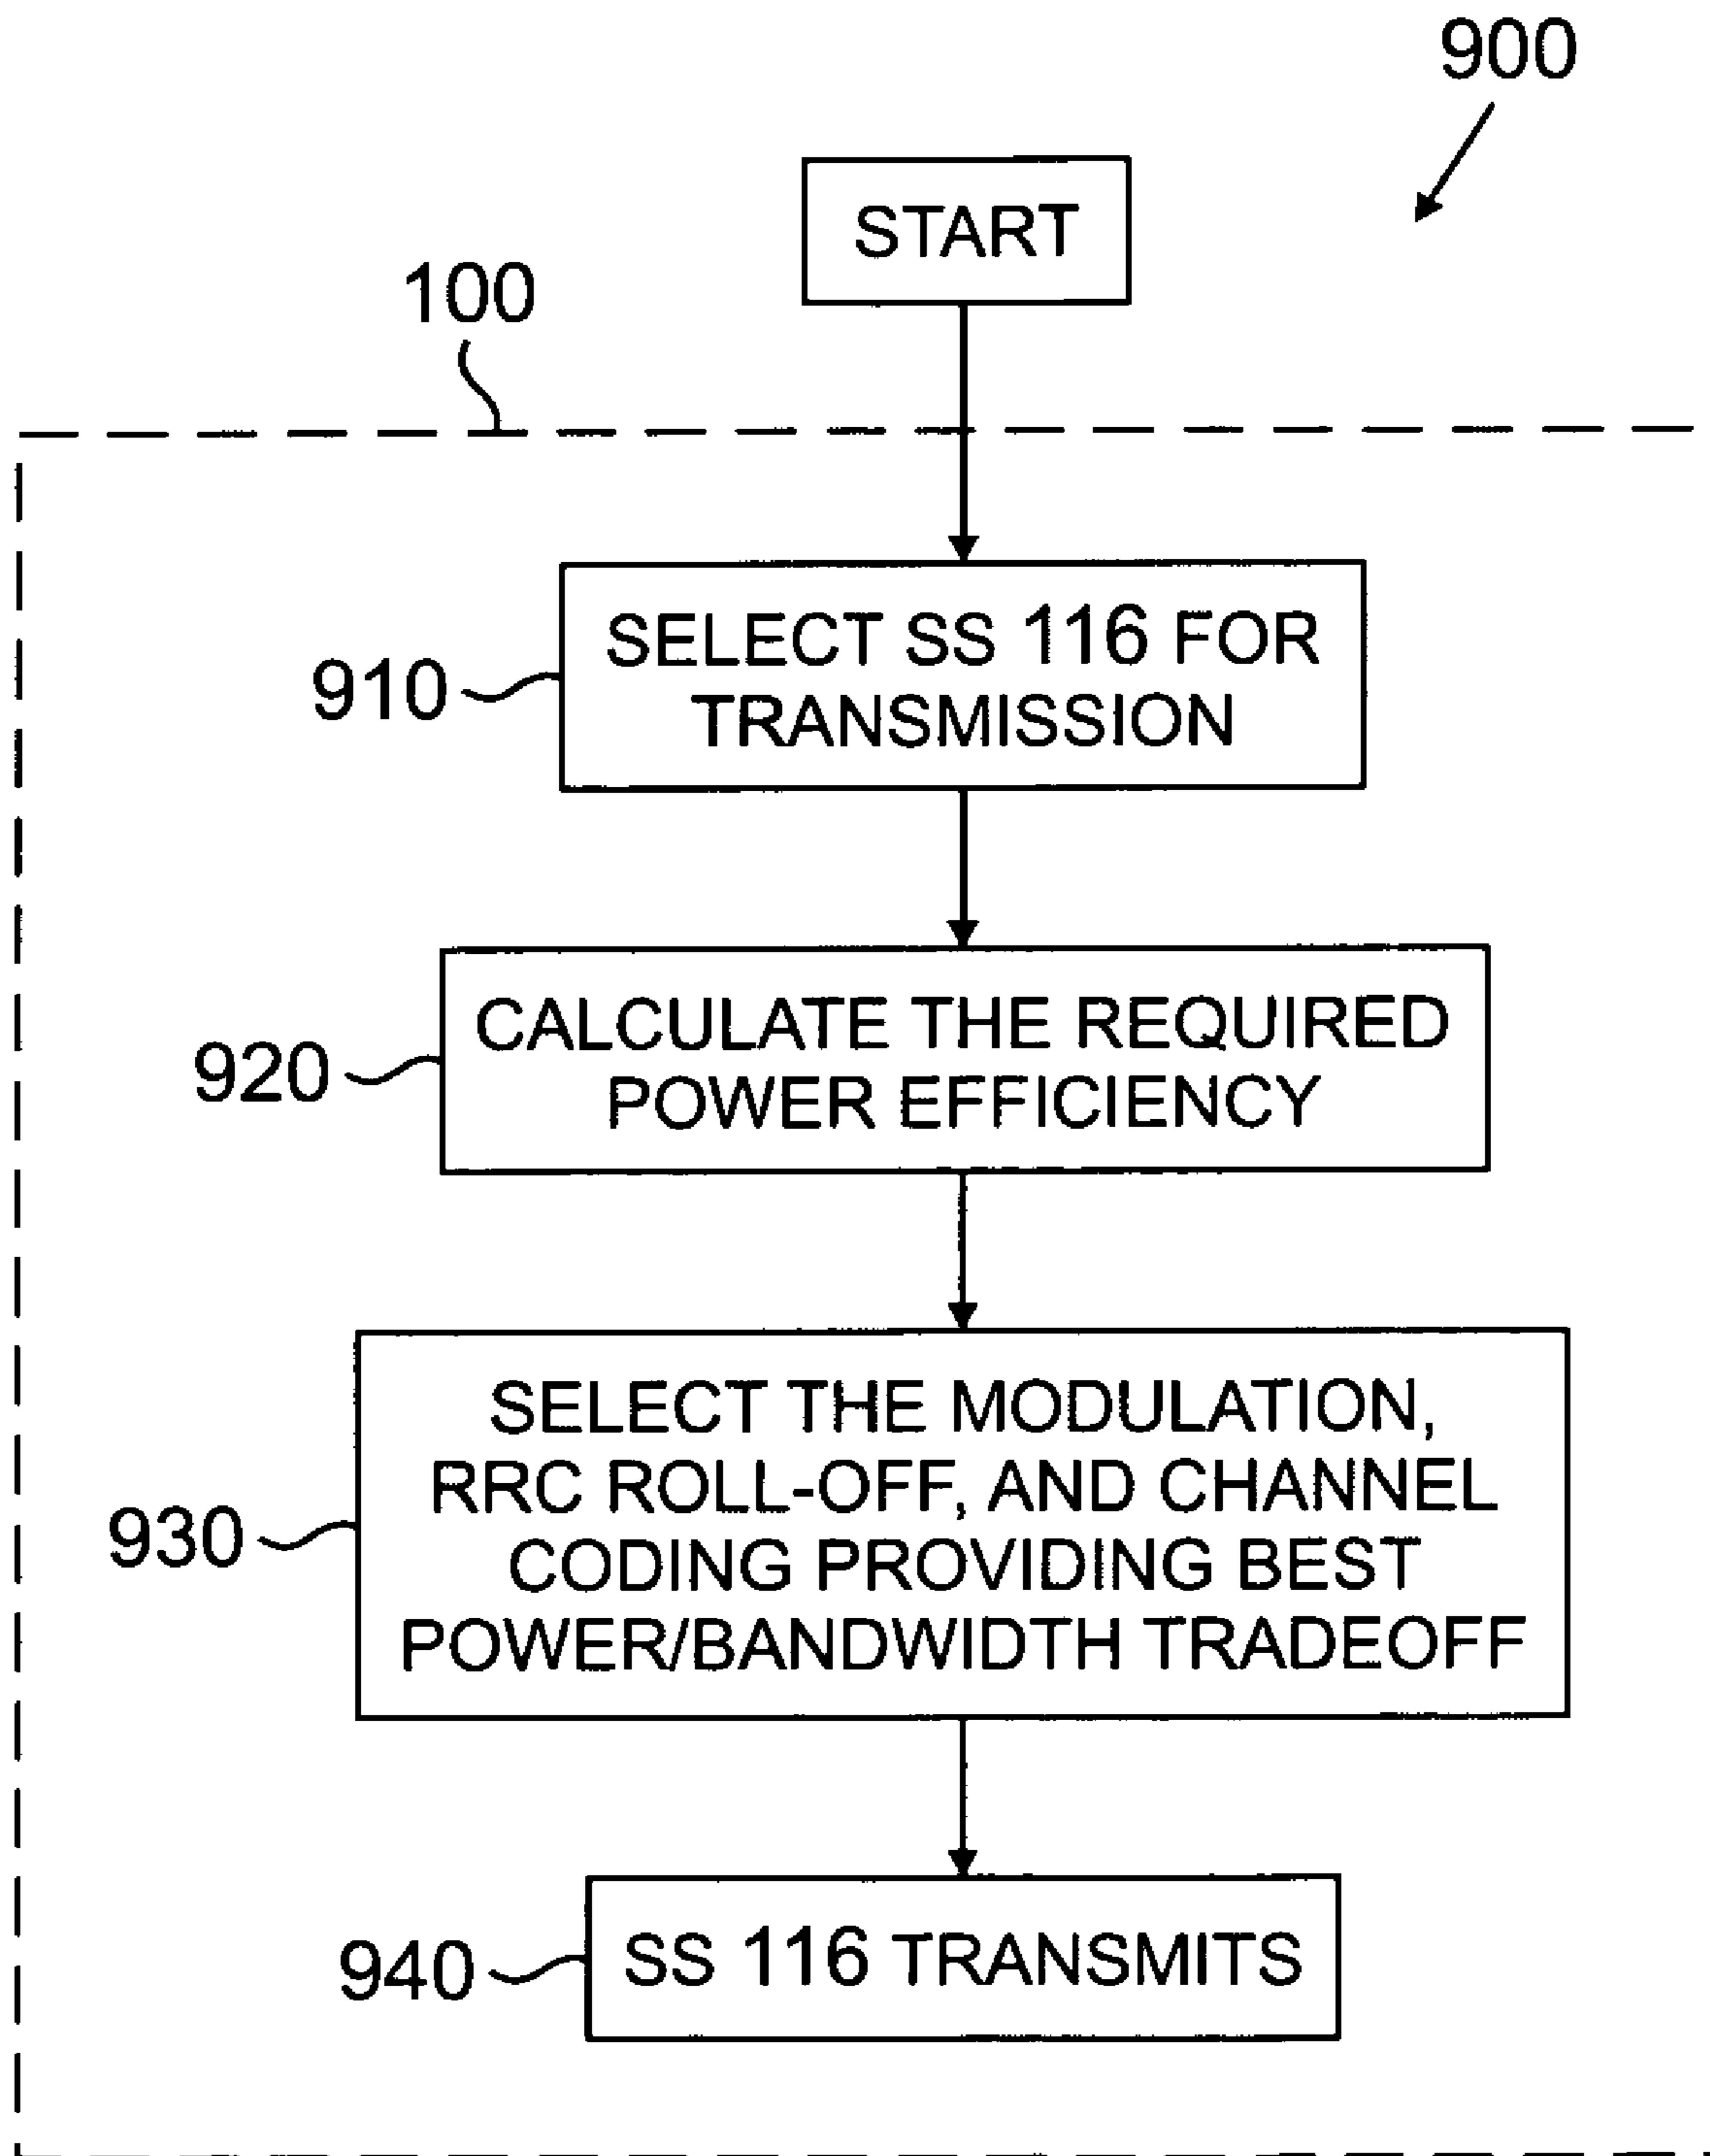 900
START
100
SELECT SS 116 FOR
TRANSMISSION
910
CALCULATE THE REQUIRED
POWER EFFICIENCY
920
SELECT THE MODULATION,
RRC ROLL-OFF, AND CHANNEL
CODING PROVIDING BEST
POWER/BANDWIDTH TRADEOFF
930
SS 116 TRANSMITS
940